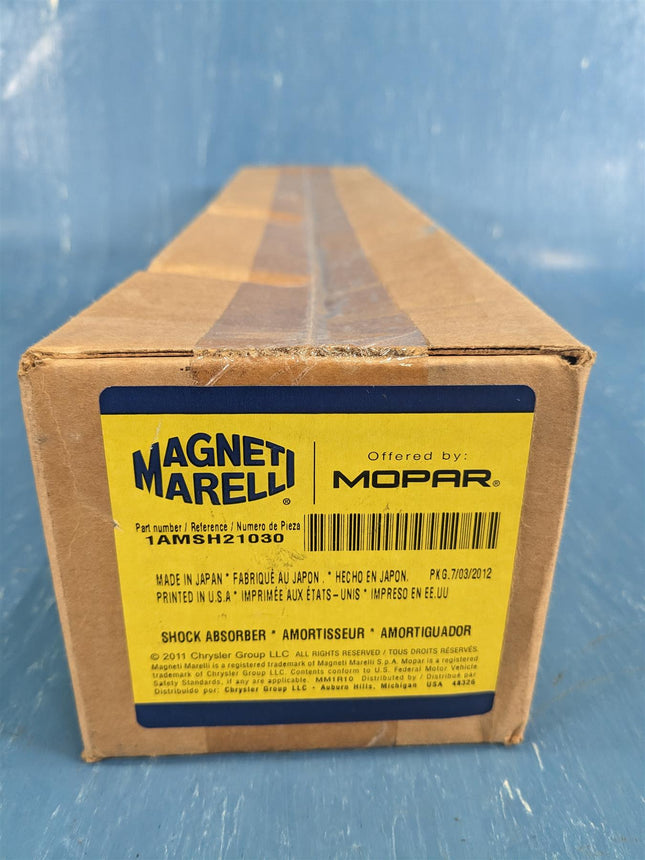 MAGNETI
MARELLI®
Offered by:
MOPAR®
Part number / Reference / Numero de Pieza
1AMSH21030
MADE IN JAPAN * FABRIQUÉ AU JAPON . * HECHO EN JAPON. PKG.7/03/2012
PRINTED IN U.S.A * IMPRIMÉE AUX ÉTATS-UNIS * IMPRESO EN EE.UU
SHOCK ABSORBER * AMORTISSEUR * AMORTIGUADOR
© 2011 Chrysler Group LLC ALL RIGHTS RESERVED / TOUS DROITS RÉSERVÉS.
Magneti Marelli is a registered trademark of Magneti Marelli S.p.A. Mopar is a registered
trademark of Chrysler Group LLC. Contents conform to U.S. Federal Motor Vehicle
Safety Standards, if any are applicable. MM1R10 Distributed by / Distribué par
Distribuido por: Chrysler Group LLC - Auburn Hills, Michigan USA 48326